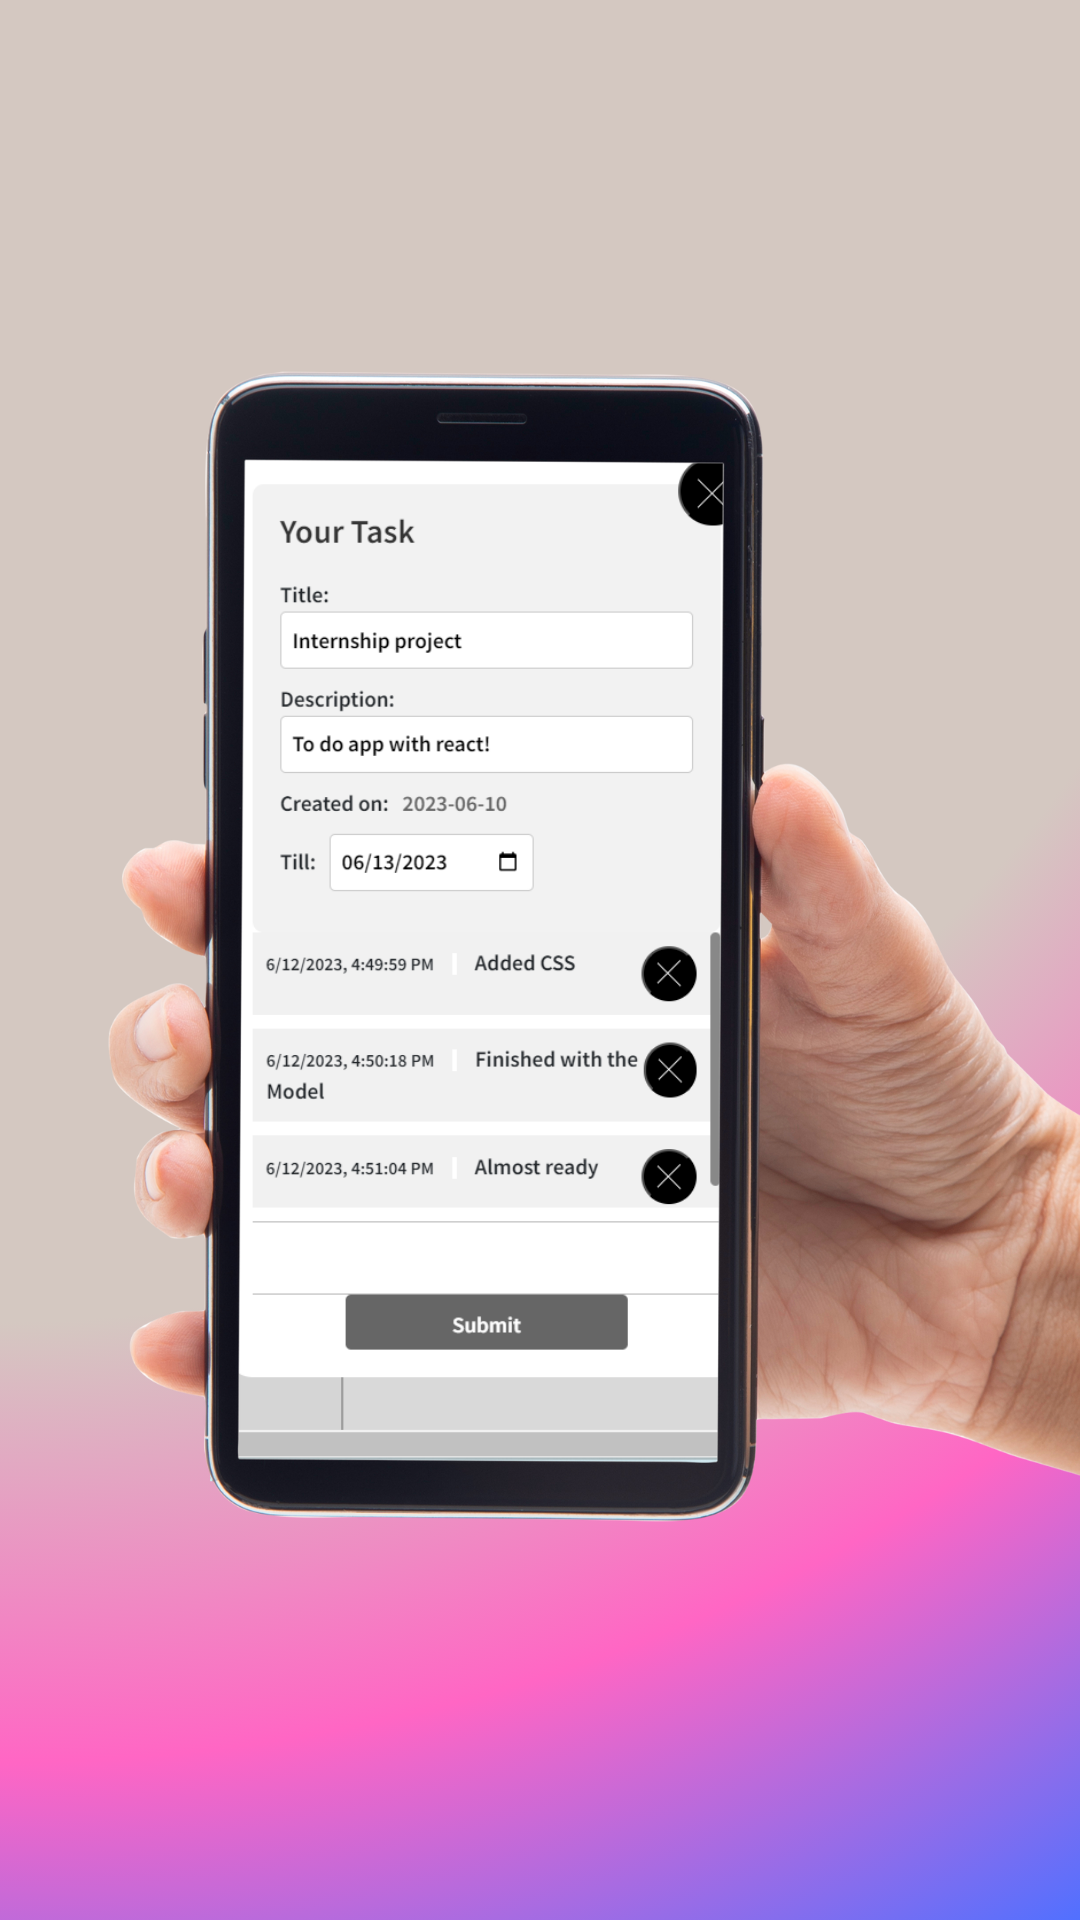 Your Task
Title:
Internship project
Description:
To do app with react!
Created on: 2023-06-10
Till: 06/13/2023
6/12/2023, 4:49:59 PM Added CSS
6/12/2023, 4:50:18 PM Finished with the
Model
6/12/2023, 4:51:04 PM Almost ready
Submit